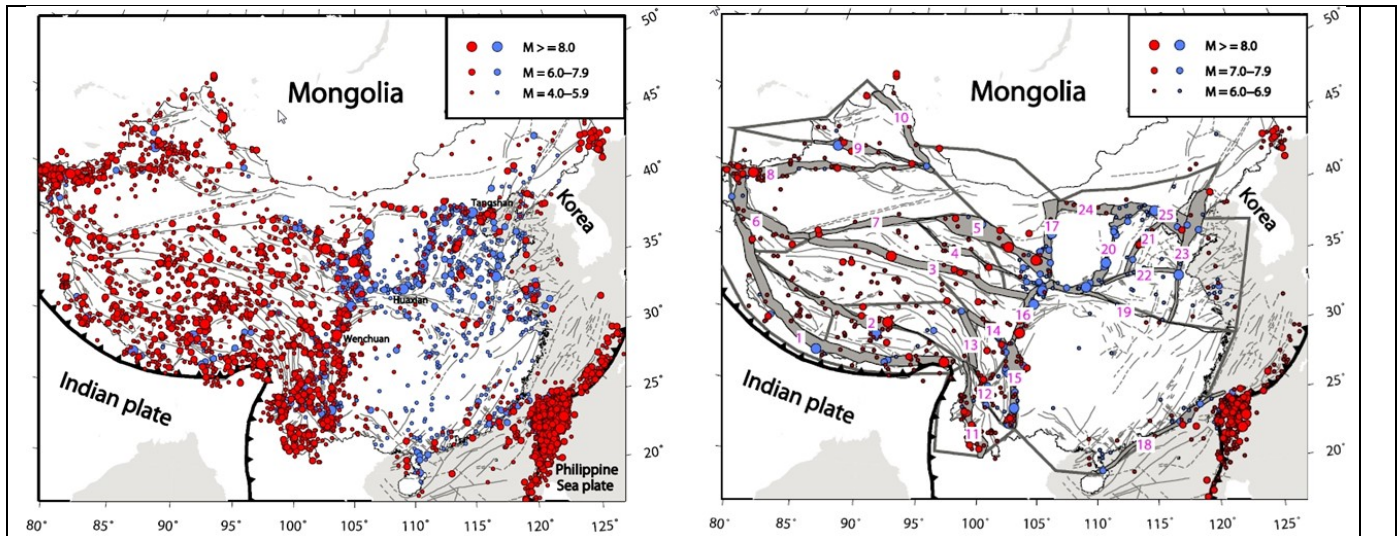 M > = 8.0
M = 6.0–7.9
M = 4.0–5.9
Mongolia
Tangshan
Korea
Huaxian
Wenchuan
Indian plate
Philippine
Sea plate
50°
45°
40°
35°
30°
25°
20°
80° 85° 90° 95° 100° 105° 110° 115° 120° 125°
M > = 8.0
M = 7.0–7.9
M = 6.0–6.9
Mongolia
10
9
8
Korea
6
7
5
17
24
25
4
20
21
23
3
22
16
19
2
14
13
1
15
12
11
18
Indian plate
Philippine
Sea plate
50°
45°
40°
35°
30°
25°
20°
80° 85° 90° 95° 100° 105° 110° 115° 120° 125°